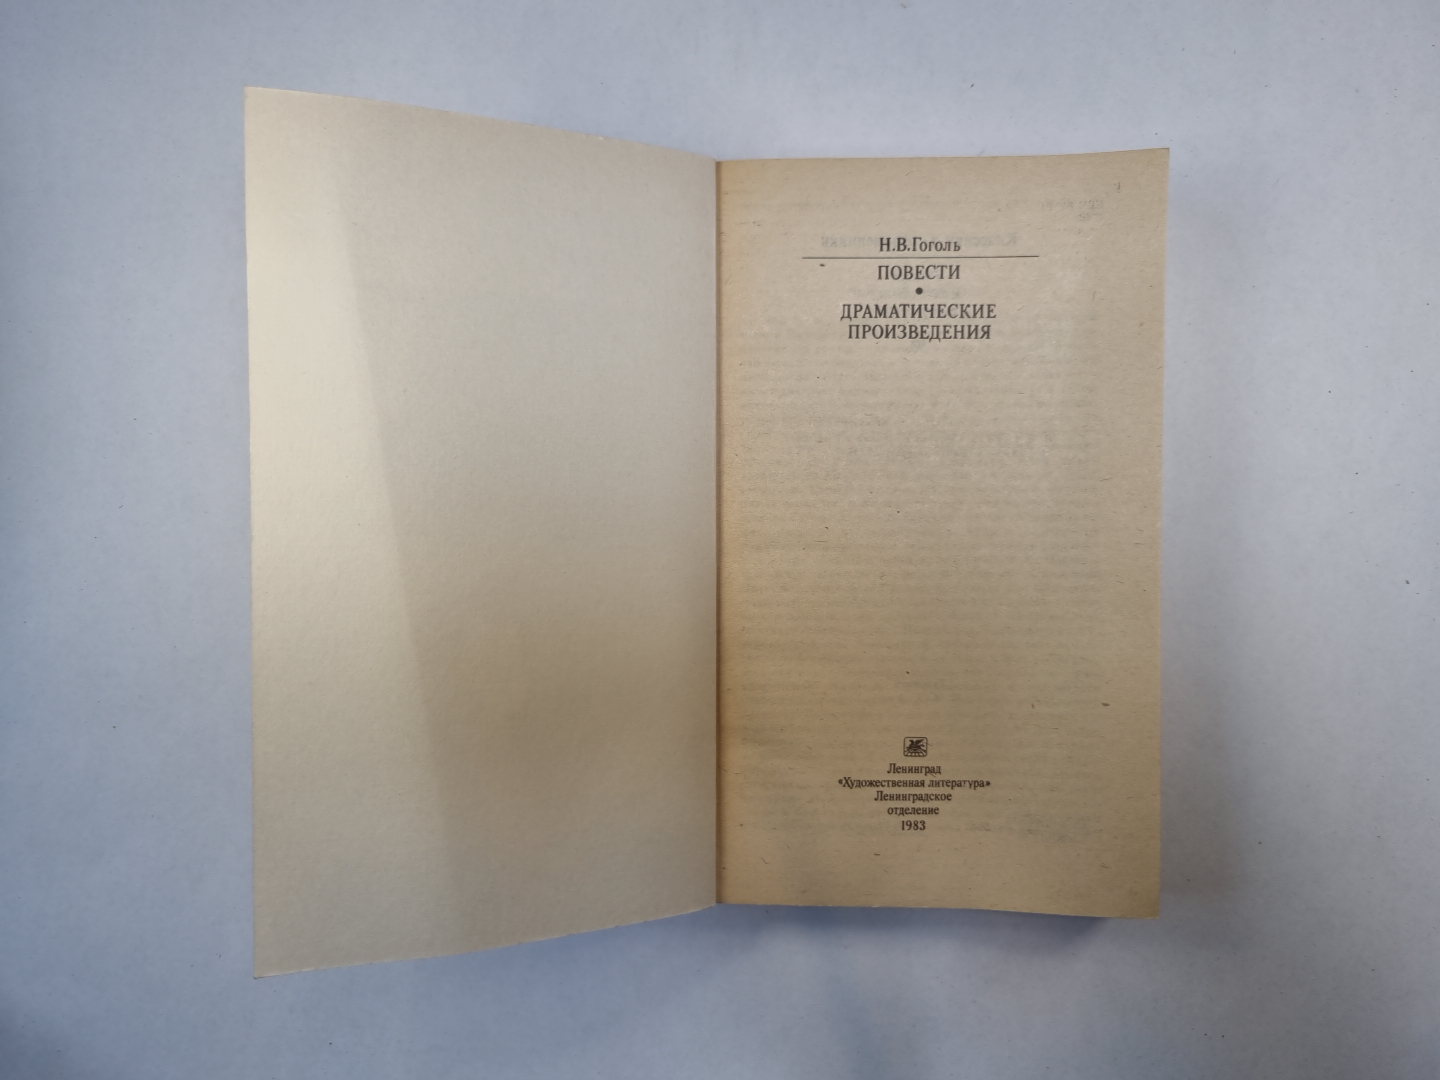 Н.В.Гоголь
ПОВЕСТИ
•
ДРАМАТИЧЕСКИЕ
ПРОИЗВЕДЕНИЯ
Ленинград
«Художественная литература»
Ленинградское
отделение
1983